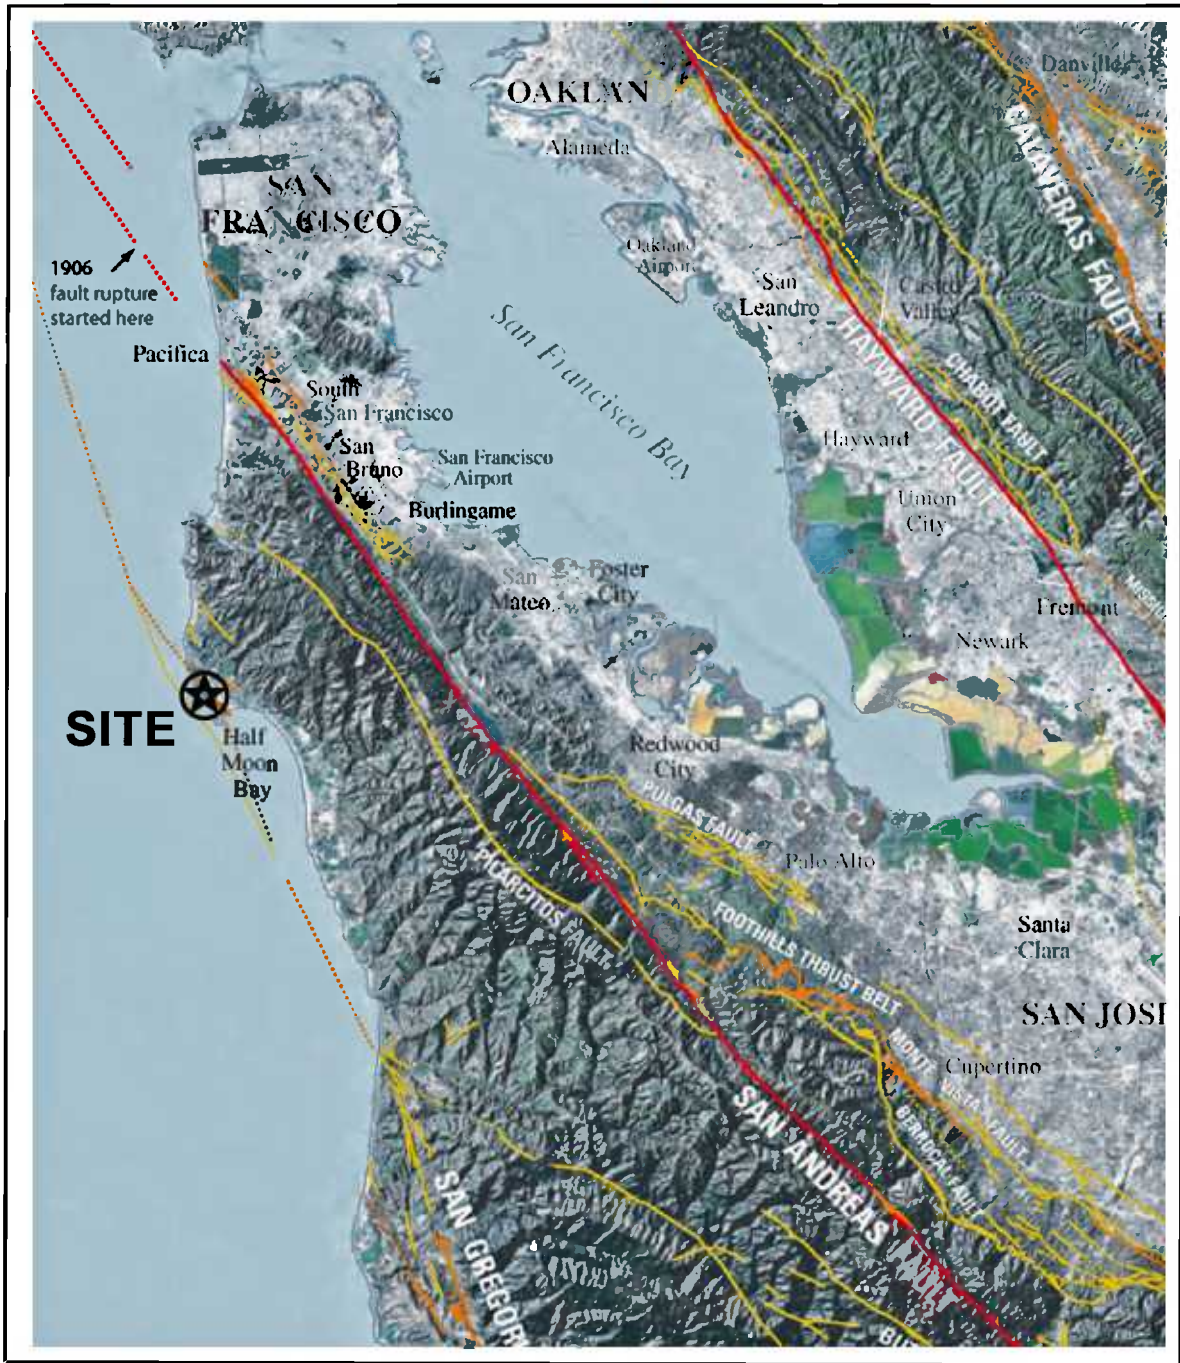 OAKLAN
Danville
Alameda
CALAVERAS FAULT
SAN
FRANCISCO
Oakland
Airport
1906
fault rupture
started here
San
Leandro
Castro
Valley
San Francisco Bay
Pacifica
HAYWARD FAULT
CHABOT FAULT
South
San Francisco
San
Bruno
San Francisco
Airport
Hayward
Burlingame
Union
City
San
Mateo
Foster
City
Fremont
Newark
SITE
Half
Moon
Bay
Redwood
City
PULGAS FAULT
Palo Alto
PILARCITOS FAULT
FOOTHILLS THRUST BELT
Santa
Clara
SAN JOSE
MONTE VISTA FAULT
Cupertino
BERROCAL FAULT
SAN ANDREAS
FAULT
SAN GREGOR